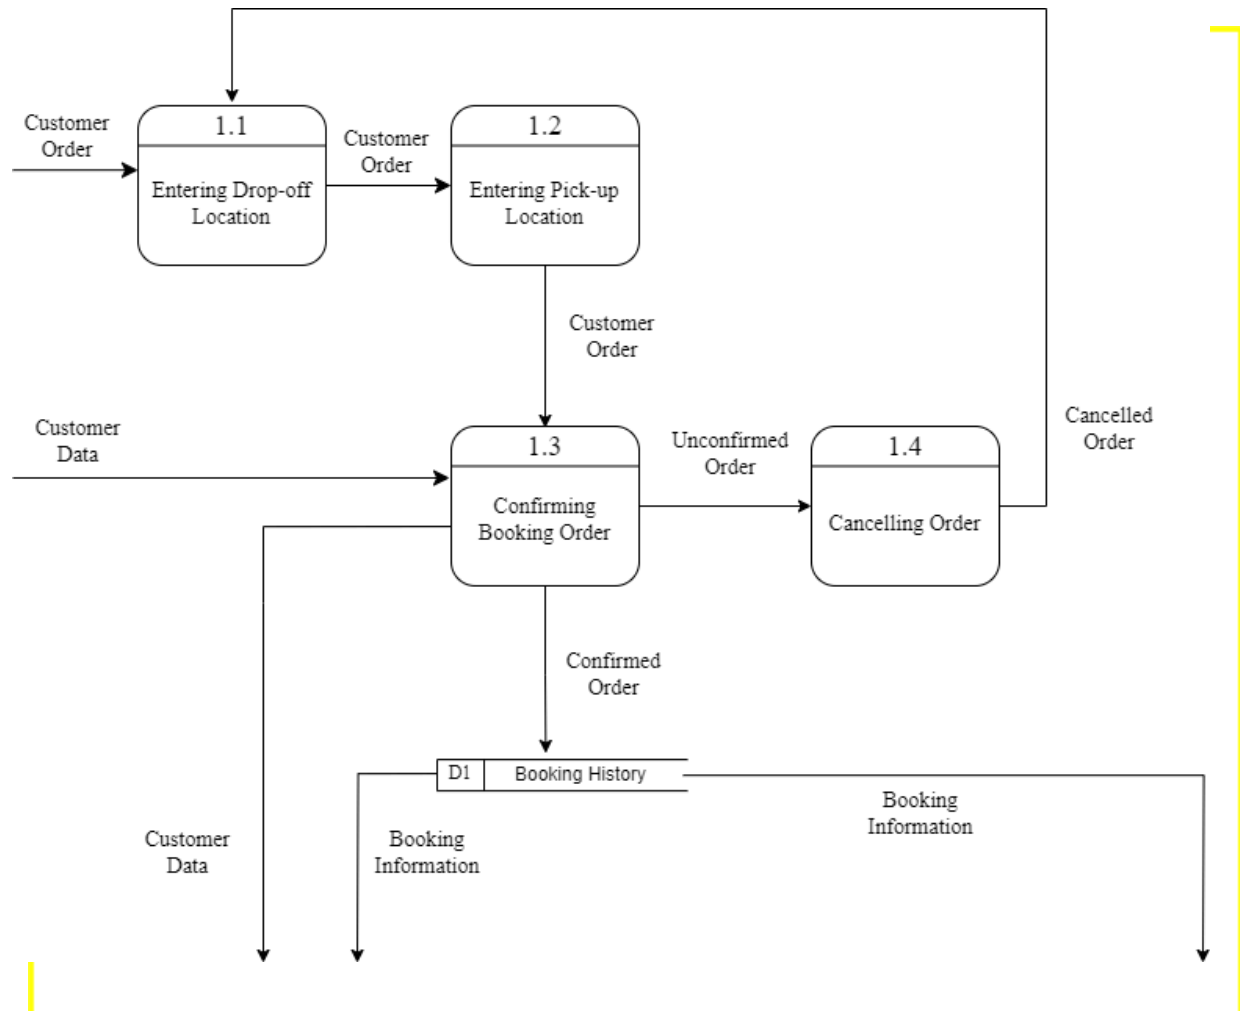 1.1
1.2
Customer
Order
Customer
Order
Entering Drop-off
Location
Entering Pick-up
Location
Customer
Order
Cancelled
Order
Customer
Data
1.3
Unconfirmed
Order
1.4
Confirming
Booking Order
Cancelling Order
Confirmed
Order
D1
Booking History
Booking
Information
Customer
Data
Booking
Information